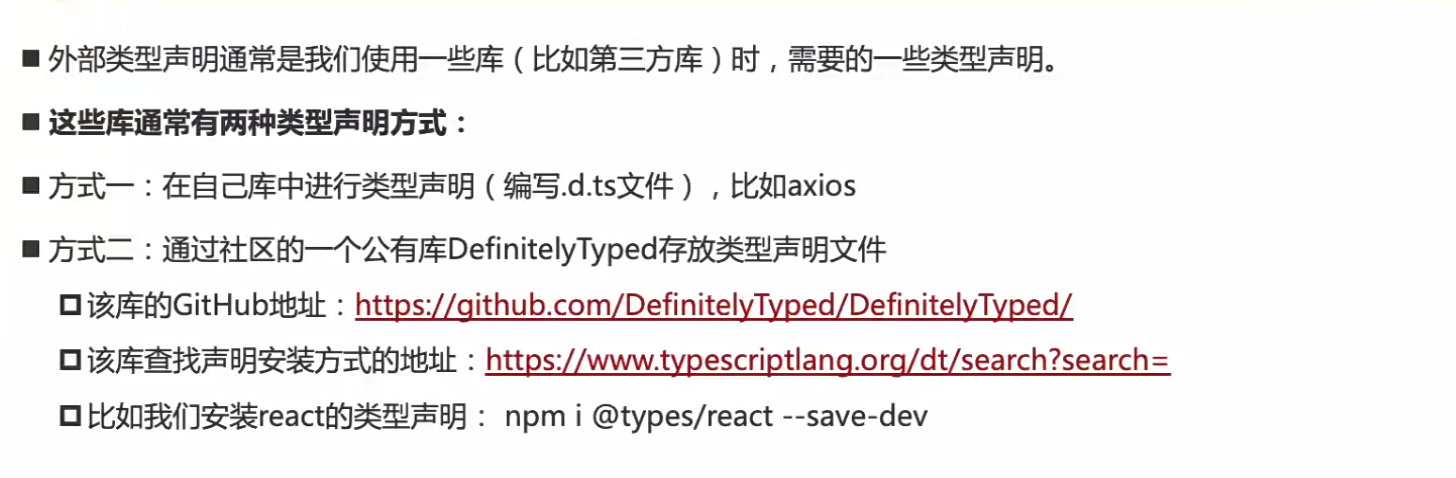 ■ 外部类型声明通常是我们使用一些库（比如第三方库）时，需要的一些类型声明。
■ 这些库通常有两种类型声明方式：
■ 方式一：在自己库中进行类型声明（编写.d.ts文件），比如axios
■ 方式二：通过社区的一个公有库DefinitelyTyped存放类型声明文件
该库的GitHub地址：https://github.com/DefinitelyTyped/DefinitelyTyped/
该库查找声明安装方式的地址：https://www.typescriptlang.org/dt/search?search=
比如我们安装react的类型声明： npm i @types/react --save-dev